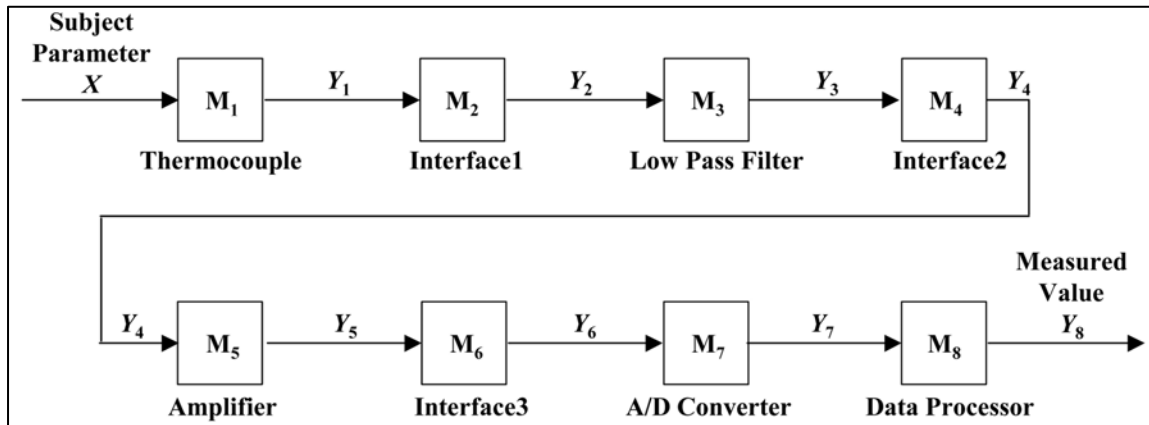 Subject
Parameter
X
Y₁
Y₂
Y₃
Y₄
M₁
M₂
M₃
M₄
Thermocouple
Interface1
Low Pass Filter
Interface2
Measured
Value
Y₄
Y₅
Y₆
Y₇
Y₈
M₅
M₆
M₇
M₈
Amplifier
Interface3
A/D Converter
Data Processor